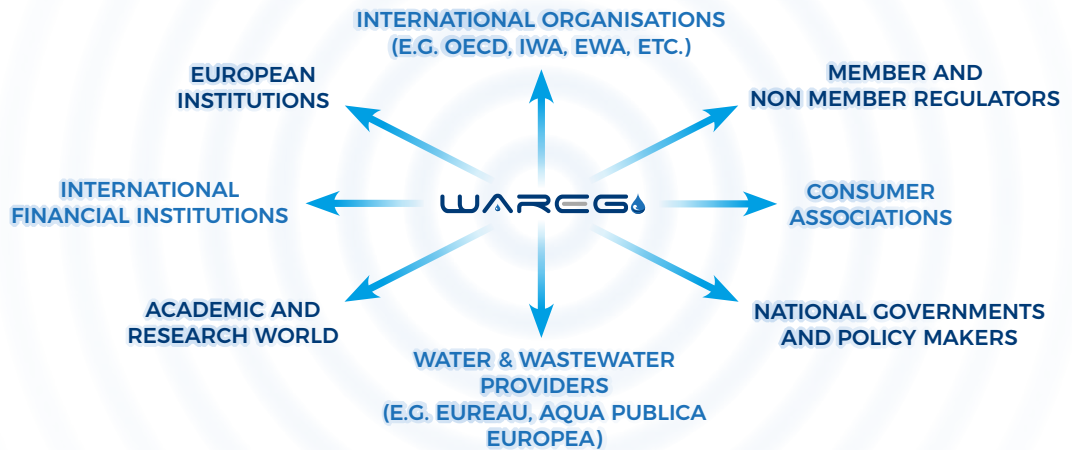 INTERNATIONAL ORGANISATIONS
(E.G. OECD, IWA, EWA, ETC.)
EUROPEAN
INSTITUTIONS
MEMBER AND
NON MEMBER REGULATORS
INTERNATIONAL
FINANCIAL INSTITUTIONS
WAREG
CONSUMER
ASSOCIATIONS
ACADEMIC AND
RESEARCH WORLD
NATIONAL GOVERNMENTS
AND POLICY MAKERS
WATER & WASTEWATER
PROVIDERS
(E.G. EUREAU, AQUA PUBLICA
EUROPEA)